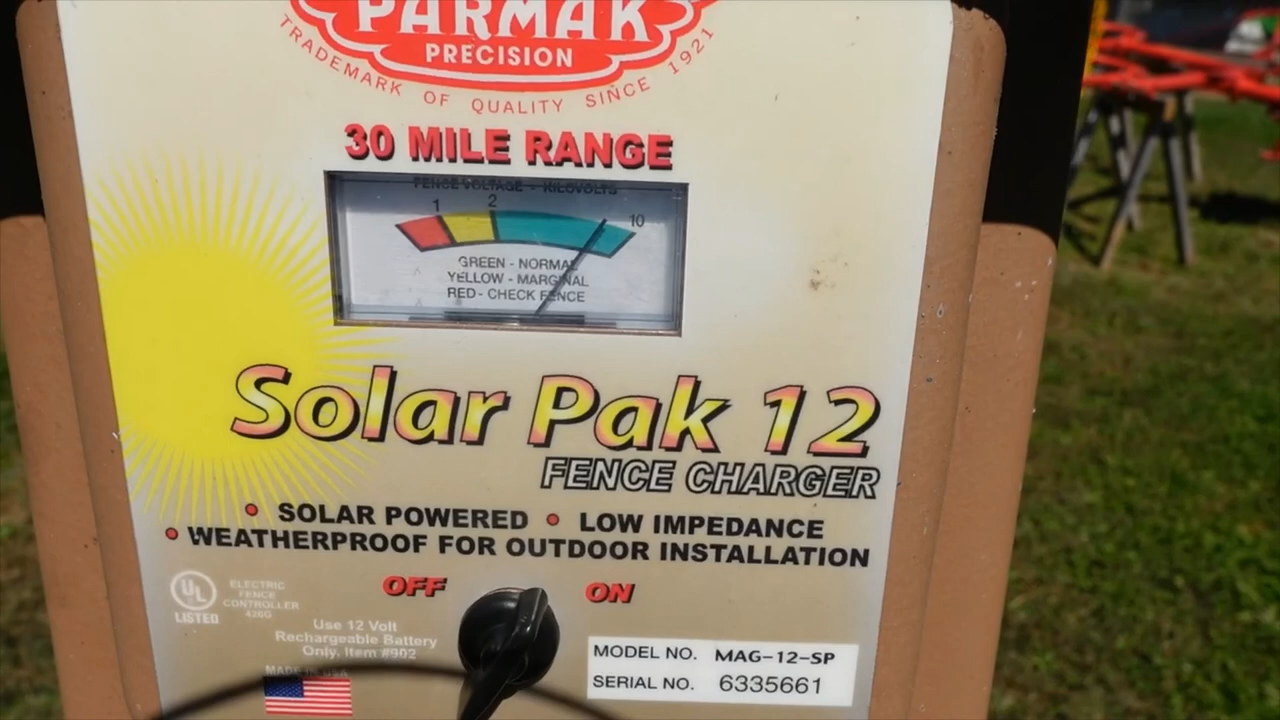 PARMAK
PRECISION
TRADEMARK OF QUALITY SINCE 1921
30 MILE RANGE
FENCE VOLTAGE - KILOVOLTS
1 2 10
GREEN - NORMAL
YELLOW - MARGINAL
RED - CHECK FENCE
Solar Pak 12
FENCE CHARGER
• SOLAR POWERED • LOW IMPEDANCE
• WEATHERPROOF FOR OUTDOOR INSTALLATION
OFF ON
UL
LISTED
ELECTRIC
FENCE
CONTROLLER
426G
Use 12 Volt
Rechargeable Battery
Only, Item #902
MADE IN USA
MODEL NO. MAG-12-SP
SERIAL NO. 6335661